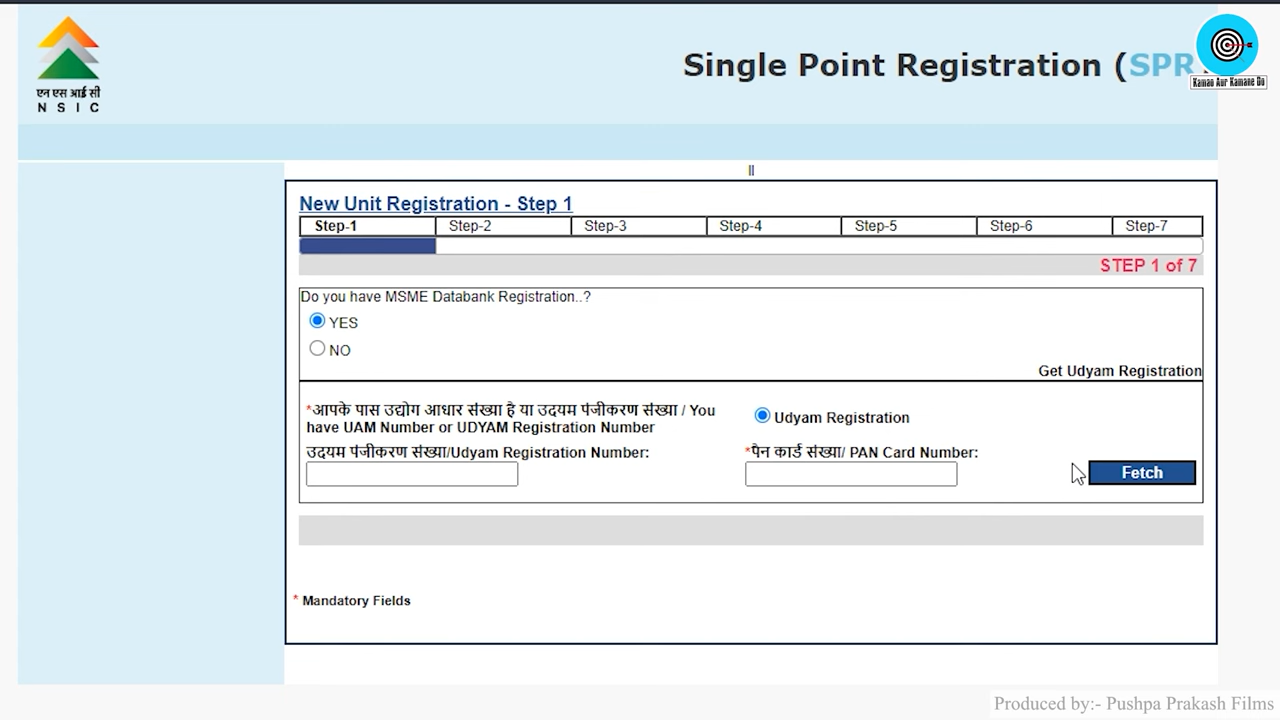 एन एस आई सी
N S I C
Single Point Registration (SPR
Kamao Aur Kamane Do
||
New Unit Registration - Step 1
Step-1 Step-2 Step-3 Step-4 Step-5 Step-6 Step-7
STEP 1 of 7
Do you have MSME Databank Registration..?
YES
NO
Get Udyam Registration
*आपके पास उद्योग आधार संख्या है या उदयम पंजीकरण संख्या / You
have UAM Number or UDYAM Registration Number
Udyam Registration
उदयम पंजीकरण संख्या/Udyam Registration Number:
*पैन कार्ड संख्या/ PAN Card Number:
Fetch
* Mandatory Fields
Produced by:- Pushpa Prakash Films